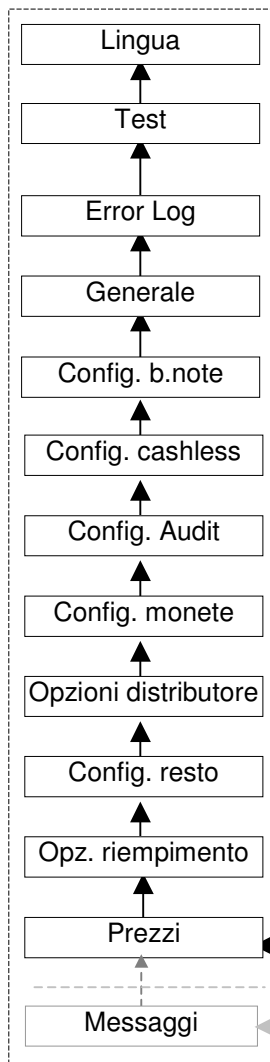 Lingua
Test
Error Log
Generale
Config. b.note
Config. cashless
Config. Audit
Config. monete
Opzioni distributore
Config. resto
Opz. riempimento
Prezzi
Messaggi